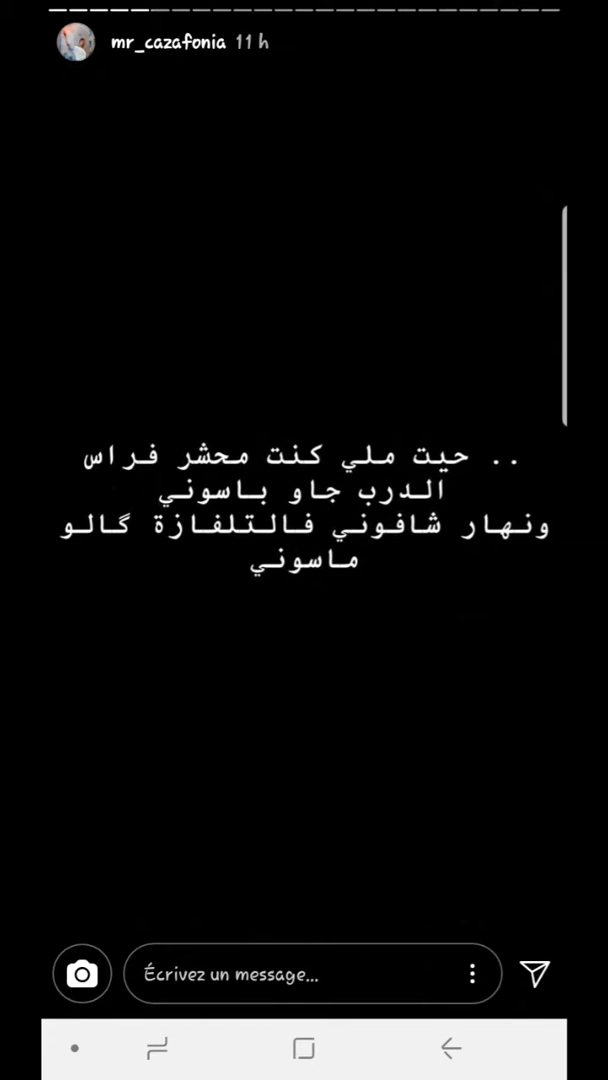 mr_cazafonia 11 h
.. حيت ملي كنت محشر فراس
الدرب جاو باسوني
ونهار شافوني فالتلفازة گالو
ماسوني
Écrivez un message...